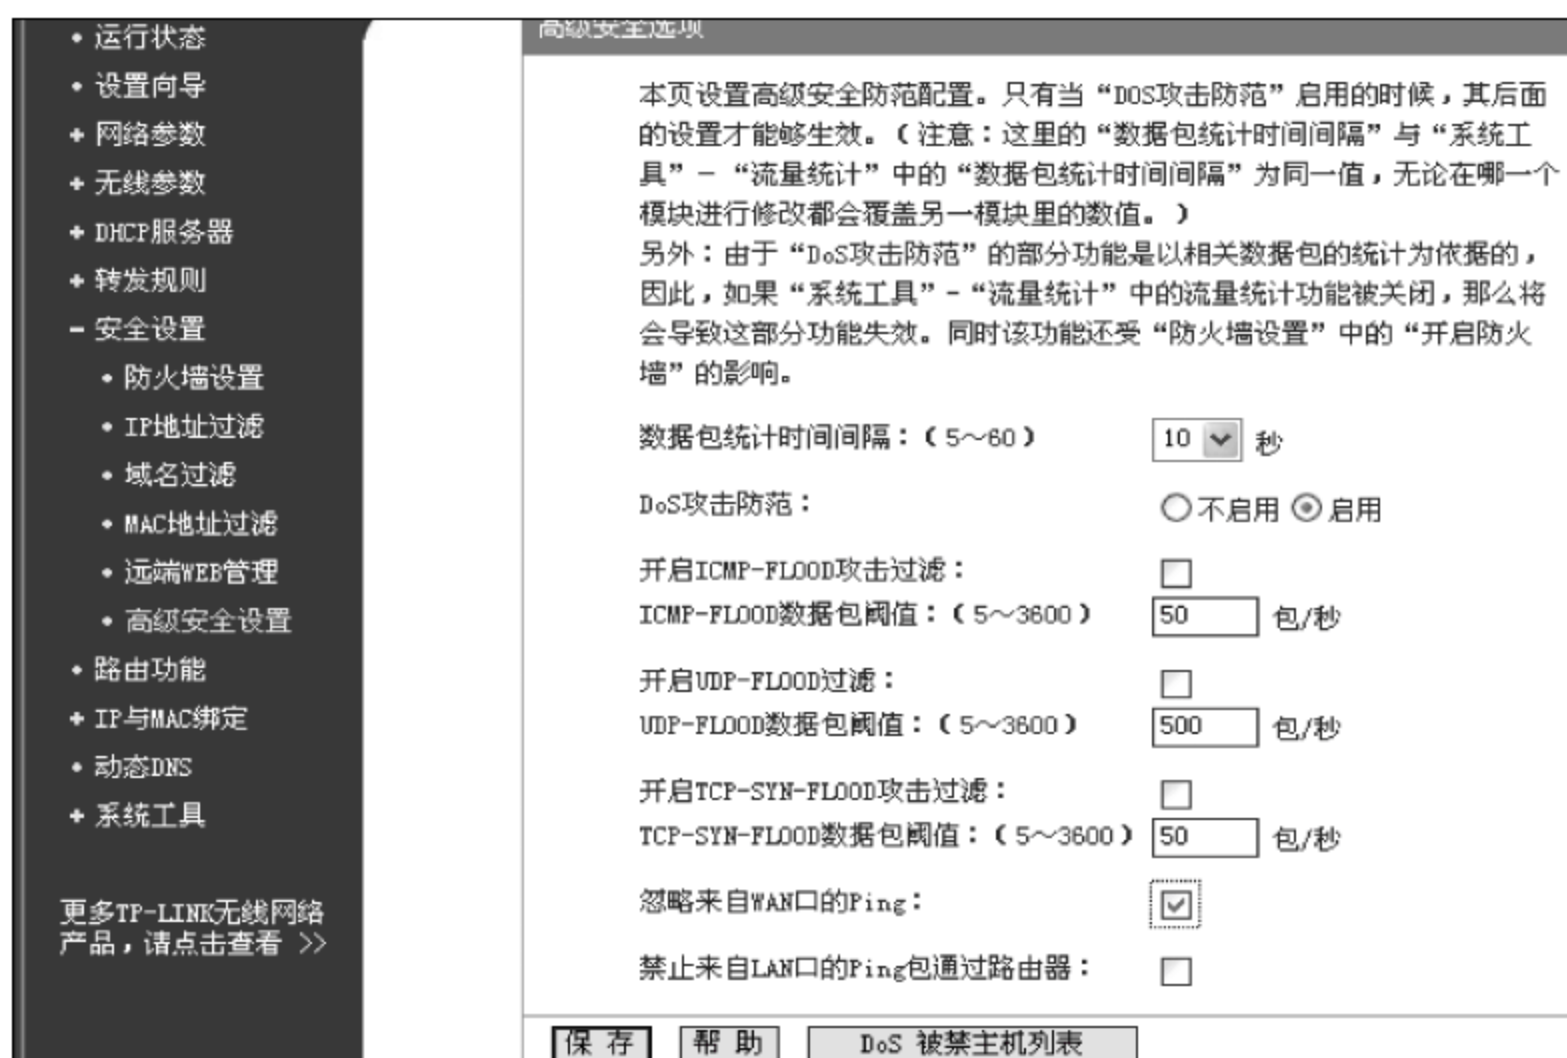 • 运行状态
• 设置向导
+ 网络参数
+ 无线参数
+ DHCP服务器
+ 转发规则
- 安全设置
• 防火墙设置
• IP地址过滤
• 域名过滤
• MAC地址过滤
• 远端WEB管理
• 高级安全设置
• 路由功能
+ IP与MAC绑定
• 动态DNS
+ 系统工具
更多TP-LINK无线网络
产品，请点击查看 >>
高级安全选项
本页设置高级安全防范配置。只有当“DOS攻击防范”启用的时候，其后面
的设置才能够生效。（注意：这里的“数据包统计时间间隔”与“系统工
具”－“流量统计”中的“数据包统计时间间隔”为同一值，无论在哪一个
模块进行修改都会覆盖另一模块里的数值。）
另外：由于“DoS攻击防范”的部分功能是以相关数据包的统计为依据的，
因此，如果“系统工具”-“流量统计”中的流量统计功能被关闭，那么将
会导致这部分功能失效。同时该功能还受“防火墙设置”中的“开启防火
墙”的影响。
数据包统计时间间隔：（5～60） 10 秒
DoS攻击防范： 不启用 启用
开启ICMP-FLOOD攻击过滤：
ICMP-FLOOD数据包阈值：（5～3600） 50 包/秒
开启UDP-FLOOD过滤：
UDP-FLOOD数据包阈值：（5～3600） 500 包/秒
开启TCP-SYN-FLOOD攻击过滤：
TCP-SYN-FLOOD数据包阈值：（5～3600） 50 包/秒
忽略来自WAN口的Ping：
禁止来自LAN口的Ping包通过路由器：
保 存 帮 助 DoS 被禁主机列表